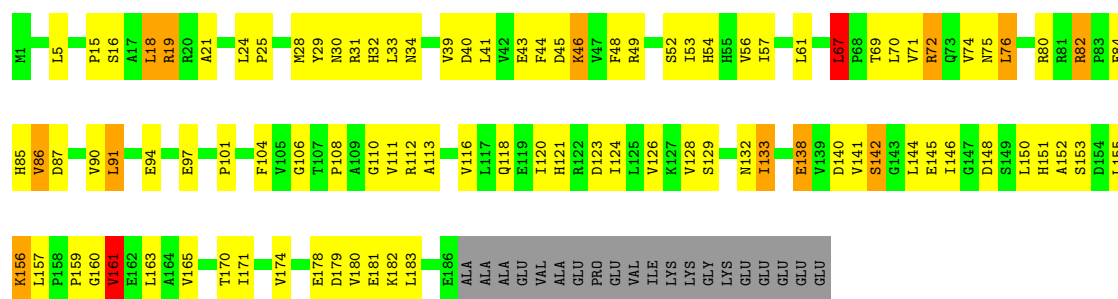 M1 L5 P15 S16 A17 L18 R19 R20 A21 L24 P25 M28 Y29 N30 R31 H32 L33 N34 V39 D40 L41 V42 E43 F44 D45 K46 V47 F48 R49 S52 I53 H54 H55 V56 I57 L61 L67 P68 T69 L70 V71 R72 Q73 V74 N75 L76 R80 R81 R82 P83
H85 V86 D87 V90 L91 E94 E97 P101 F104 V105 G106 T107 P108 A109 G110 V111 R112 A113 V116 L117 Q118 E119 I120 H121 R122 D123 I124 L125 V126 K127 V128 S129 N132 I133 E138 V139 D140 V141 S142 G143 L144 E145 I146 G147 D148 S149 L150 H151 A152 S153 D154 L155
K156 L157 P158 P159 G160 V161 E162 L163 A164 V165 T170 I171 V174 E178 D179 V180 E181 K182 L183 E186 ALA ALA ALA GLU VAL ALA GLU PRO GLU VAL ILE LYS LYS GLY LYS GLU GLU GLU GLU GLU